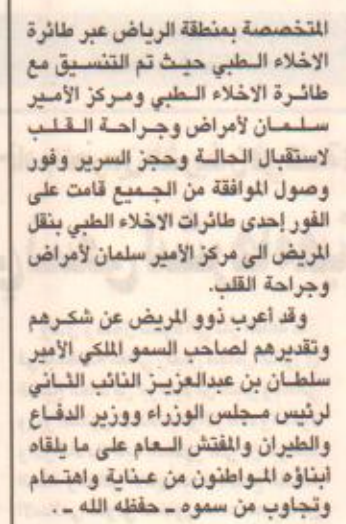 المتخصصة بمنطقة الرياض عبر طائرة
الاخلاء الطبي حيث تم التنسيق مع
طائرة الاخلاء الطبي ومركز الأمير
سلمان لأمراض وجراحة القلب
لاستقبال الحالة وحجز السرير وفور
وصول الموافقة من الجميع قامت على
الفور إحدى طائرات الاخلاء الطبي بنقل
المريض الى مركز الأمير سلمان لأمراض
وجراحة القلب.
وقد أعرب ذوو المريض عن شكرهم
وتقديرهم لصاحب السمو الملكي الأمير
سلطان بن عبدالعزيز النائب الثاني
لرئيس مجلس الوزراء ووزير الدفاع
والطيران والمفتش العام على ما يلقاه
أبناؤه المواطنون من عناية واهتمام
وتجاوب من سموه ـ حفظه الله ـ.